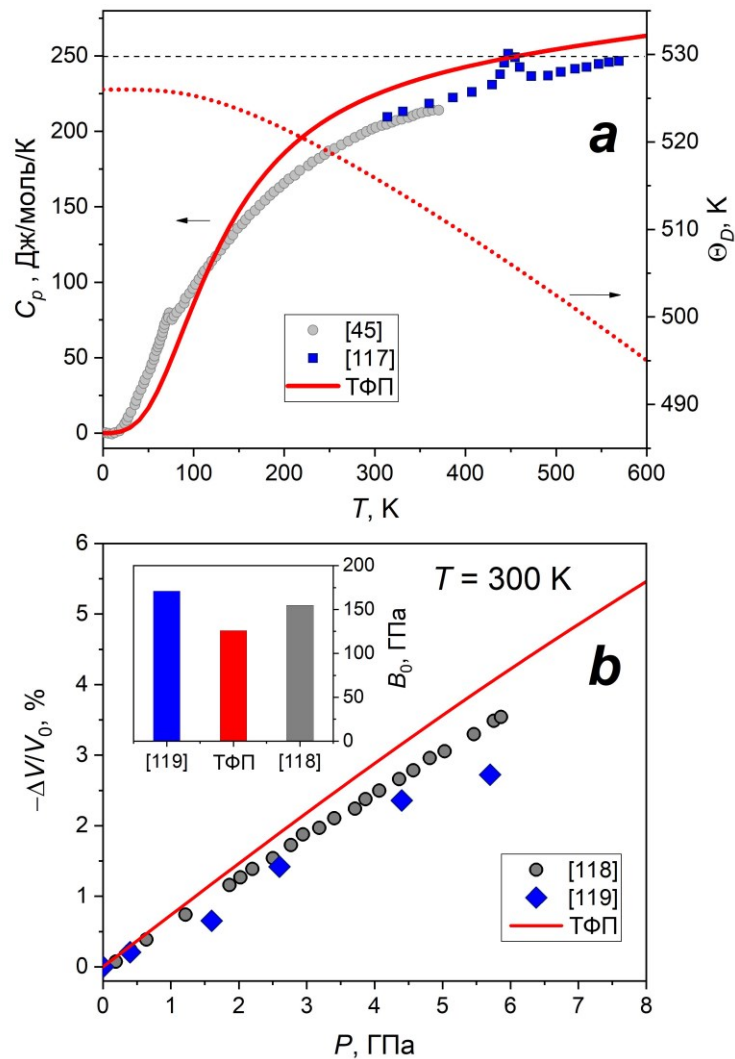 250
200
150
100
50
0
C_p, Дж/моль/К
a
530
520
510
500
490
Θ_D, К
[45]
[117]
ТФП
0 100 200 300 400 500 600
T, К
6
5
4
3
2
1
0
−ΔV/V₀, %
T = 300 К
b
200
150
100
50
0
B₀, ГПа
[119] ТФП [118]
[118]
[119]
ТФП
0 1 2 3 4 5 6 7 8
P, ГПа